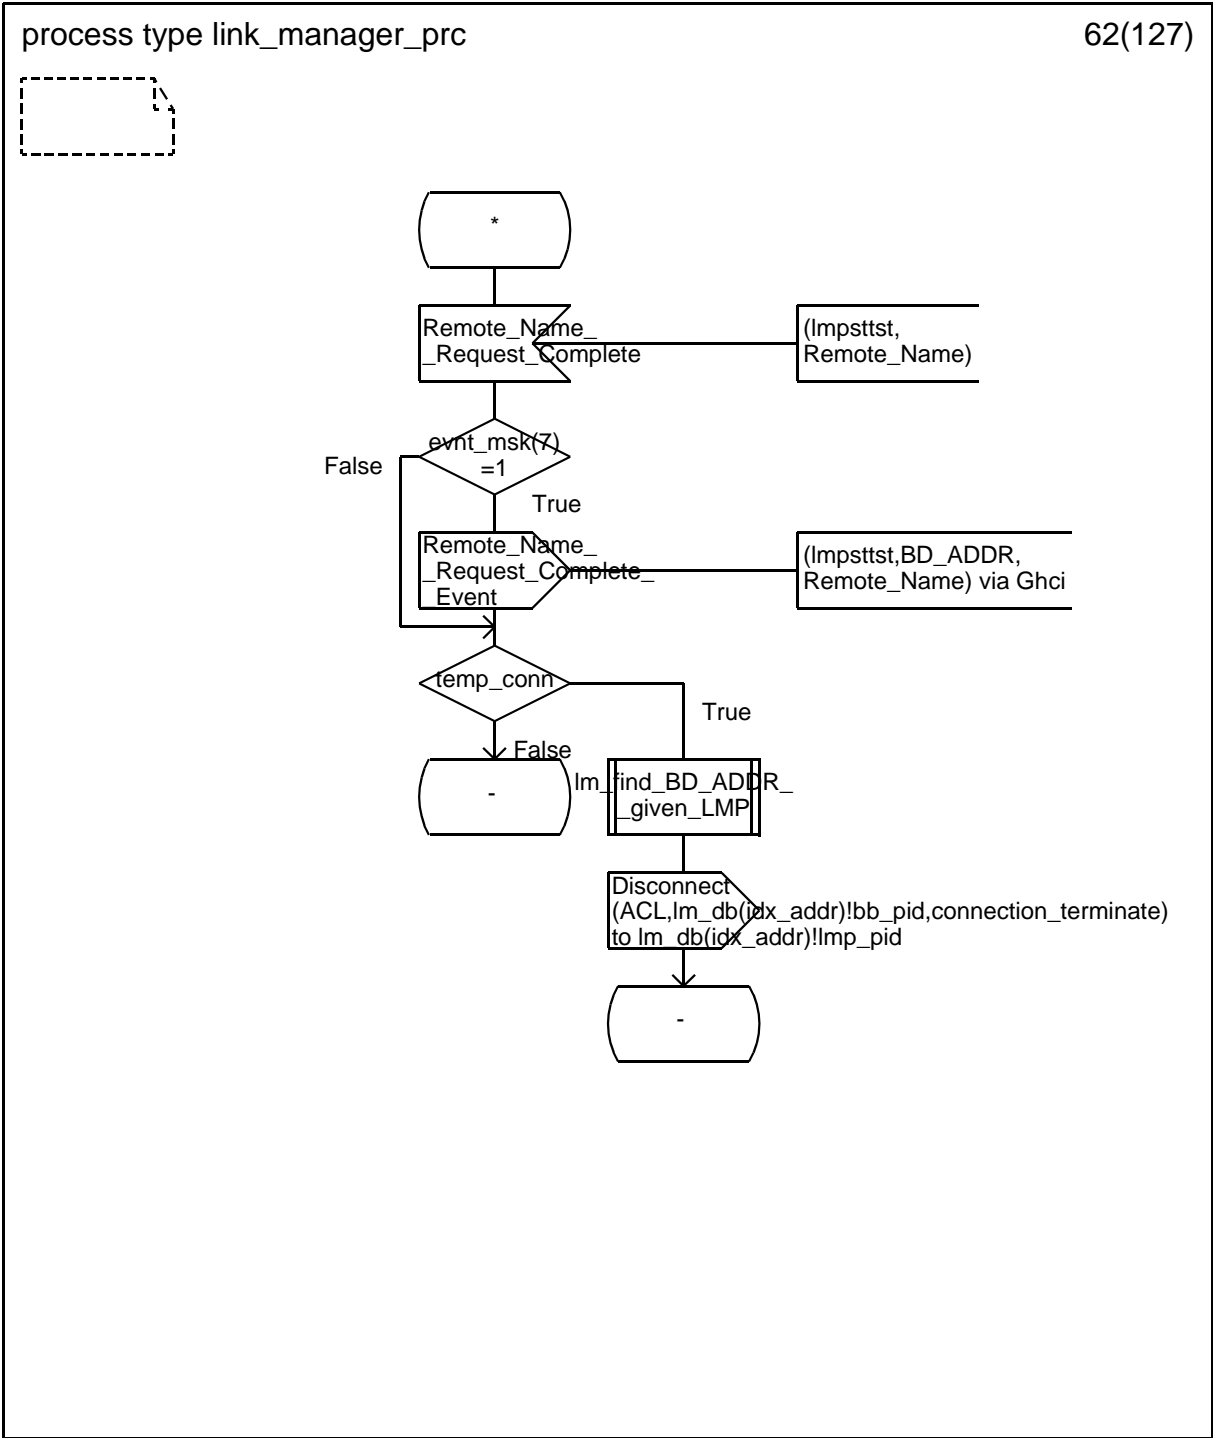 process type link_manager_prc
62(127)
*
Remote_Name_
_Request_Complete
(lmpsttst,
Remote_Name)
evnt_msk(7)
=1
False
True
Remote_Name_
_Request_Complete_
_Event
(lmpsttst,BD_ADDR,
Remote_Name) via Ghci
temp_conn
True
False
-
lm_find_BD_ADDR_
_given_LMP
Disconnect
(ACL,lm_db(idx_addr)!bb_pid,connection_terminate)
to lm_db(idx_addr)!lmp_pid
-